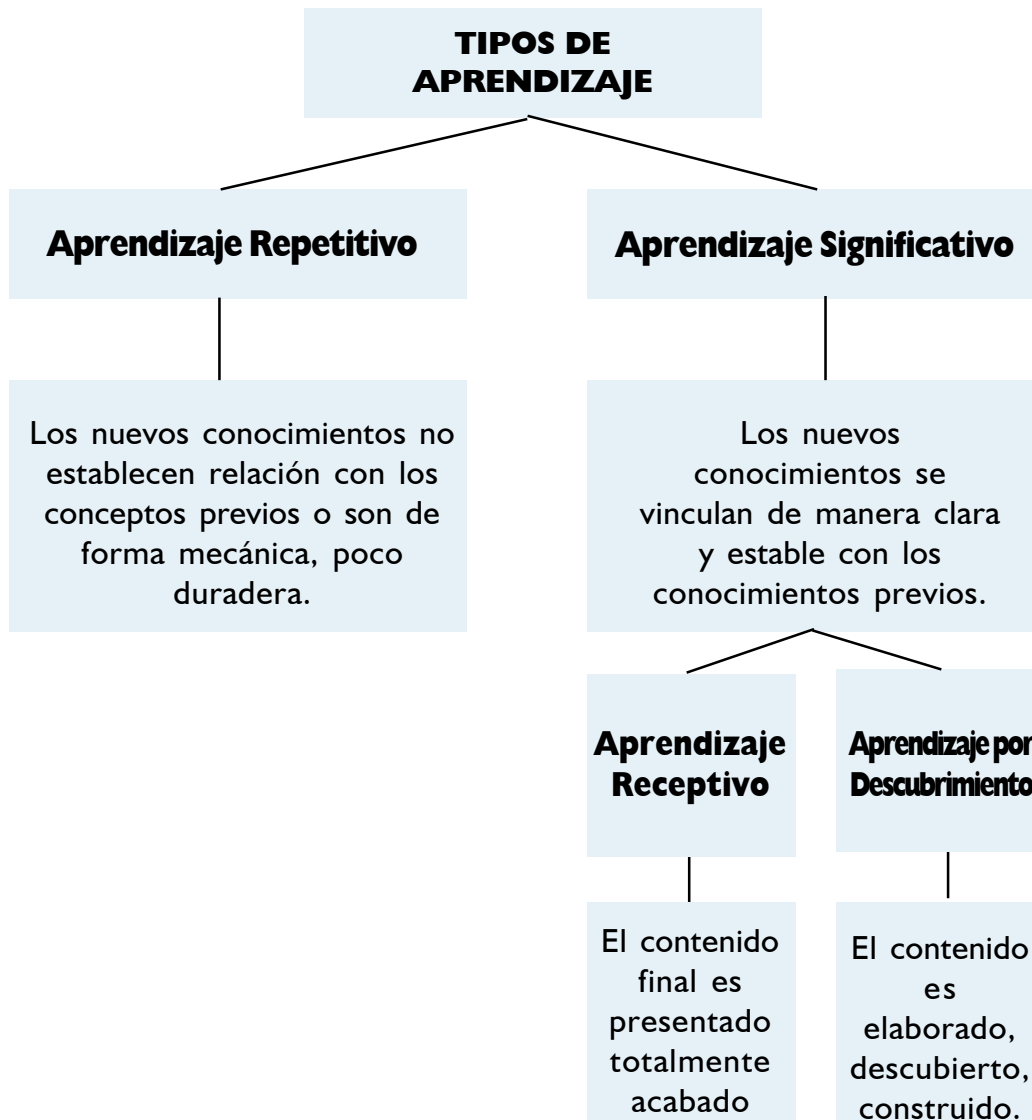 TIPOS DE
APRENDIZAJE
Aprendizaje Repetitivo
Aprendizaje Significativo
Los nuevos conocimientos no
establecen relación con los
conceptos previos o son de
forma mecánica, poco
duradera.
Los nuevos
conocimientos se
vinculan de manera clara
y estable con los
conocimientos previos.
Aprendizaje
Receptivo
Aprendizaje por
Descubrimiento
El contenido
final es
presentado
totalmente
acabado
El contenido
es
elaborado,
descubierto,
construido.